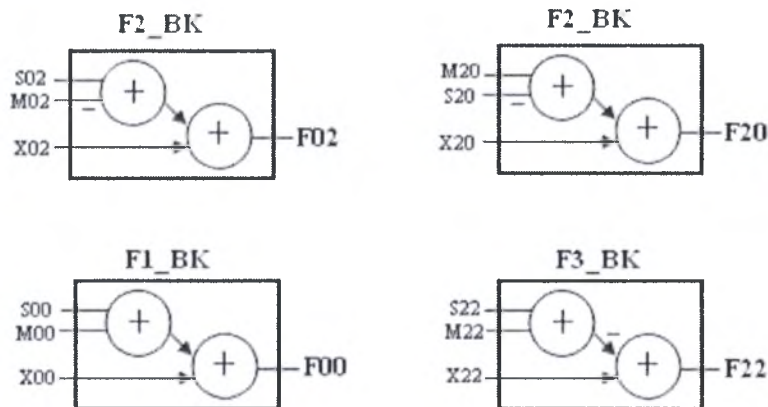 F2_BK
S02
M02
−
+
+
X02
F02
F2_BK
M20
S20
−
+
+
X20
F20
F1_BK
S00
M00
+
+
X00
F00
F3_BK
S22
M22
+
−
+
X22
F22